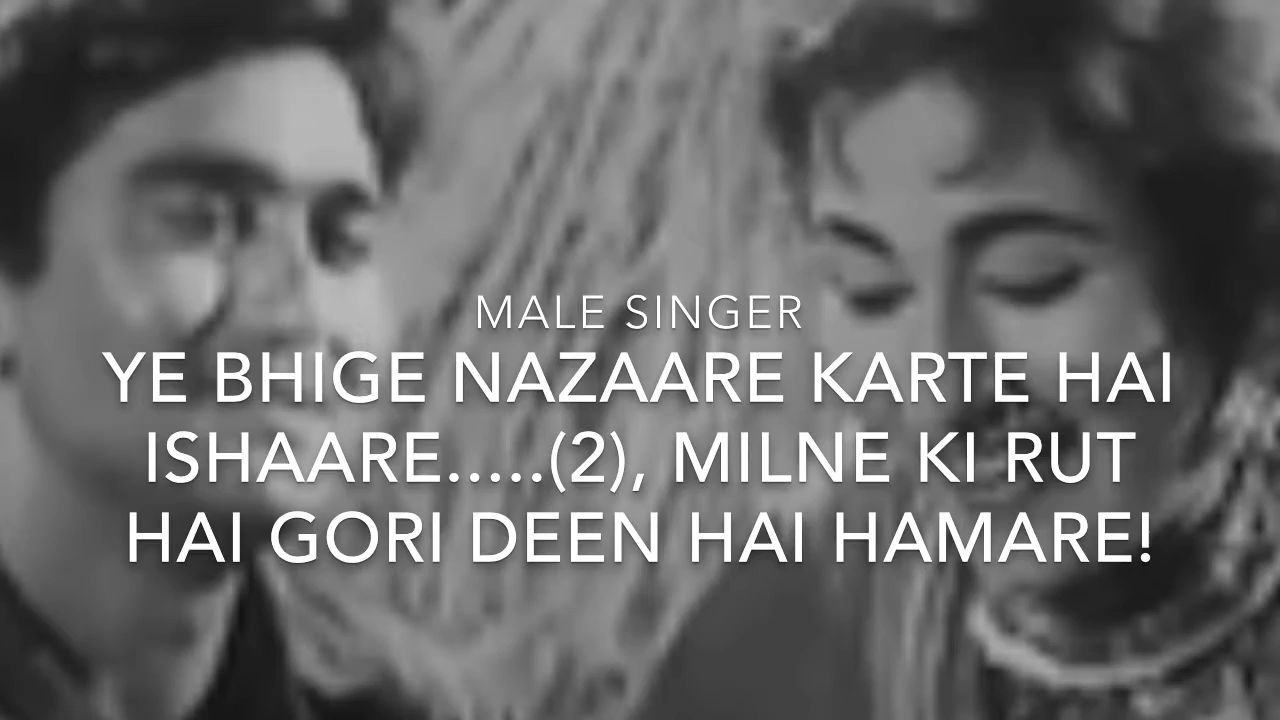 MALE SINGER
YE BHIGE NAZAARE KARTE HAI
ISHAARE.....(2), MILNE KI RUT
HAI GORI DEEN HAI HAMARE!